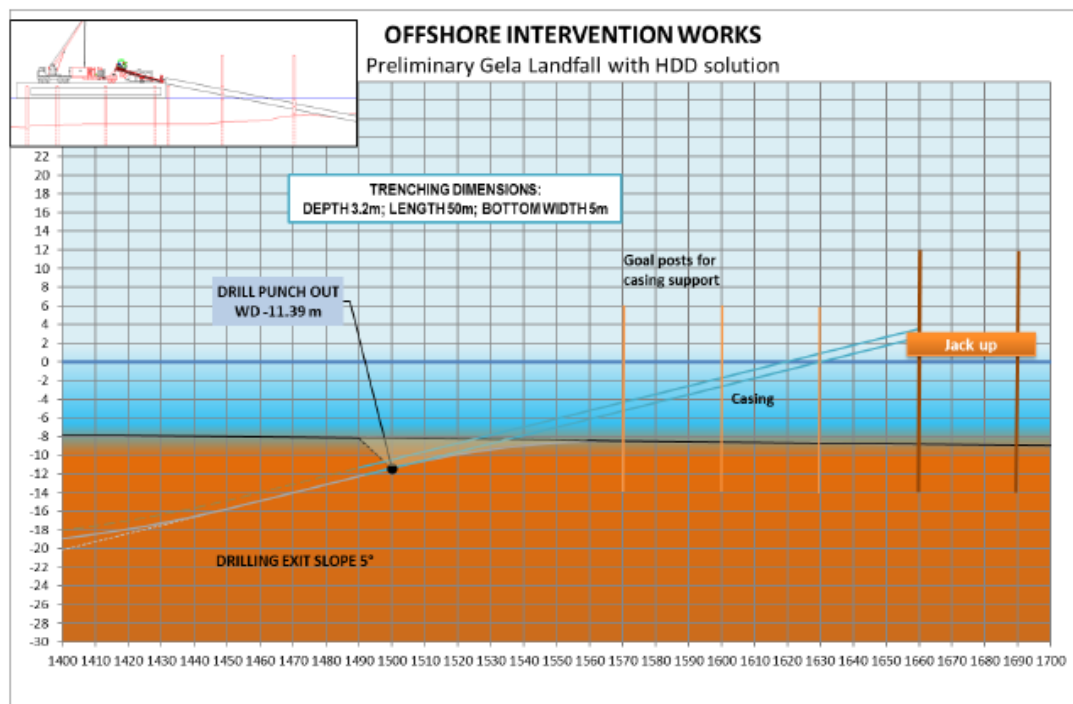 OFFSHORE INTERVENTION WORKS
Preliminary Gela Landfall with HDD solution
TRENCHING DIMENSIONS:
DEPTH 3.2m; LENGTH 50m; BOTTOM WIDTH 5m
Goal posts for
casing support
DRILL PUNCH OUT
WD -11.39 m
Jack up
Casing
DRILLING EXIT SLOPE 5°
22
20
18
16
14
12
10
8
6
4
2
0
-2
-4
-6
-8
-10
-12
-14
-16
-18
-20
-22
-24
-26
-28
-30
1400 1410 1420 1430 1440 1450 1460 1470 1480 1490 1500 1510 1520 1530 1540 1550 1560 1570 1580 1590 1600 1610 1620 1630 1640 1650 1660 1670 1680 1690 1700